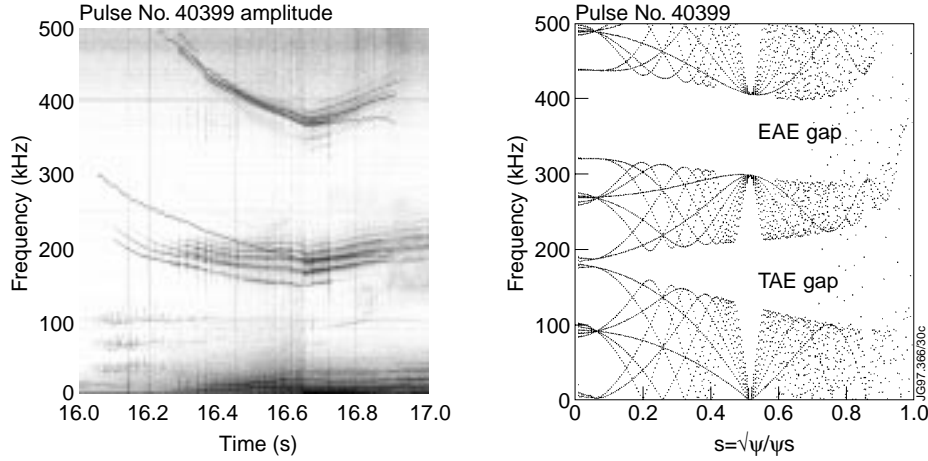 Pulse No. 40399 amplitude
500
400
300
200
100
0
16.0
16.2
16.4
16.6
16.8
17.0
Frequency (kHz)
Time (s)
Pulse No. 40399
500
400
300
200
100
0
0
0.2
0.4
0.6
0.8
1.0
Frequency (kHz)
EAE gap
TAE gap
s=√ψ/ψs
JG97.366/30c